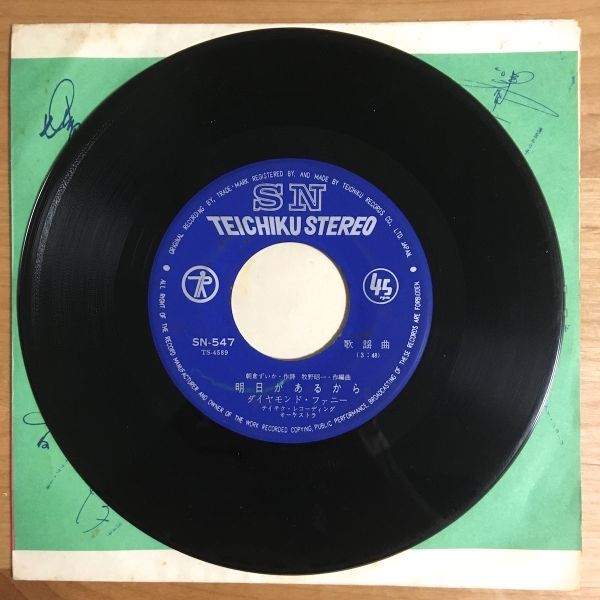 ORIGINAL RECORDING BY, TRADE-MARK REGISTERED BY, AND MADE BY TEICHIKU RECORDS CO., LTD. JAPAN.
SN
TEICHIKU STEREO
45
rpm
SN-547
TS-4589
歌謡曲
(3:48)
朝倉ずいか・作詩 牧野昭一・作編曲
明日があるから
ダイヤモンド・ファニー
テイチク・レコーディング
オーケストラ
ALL RIGHT OF THE RECORD MANUFACTURER AND OWNER OF THE WORK RECORDED COPYING, PUBLIC PERFORMANCE BROADCASTING OF THESE RECORDS ARE FORBIDDEN